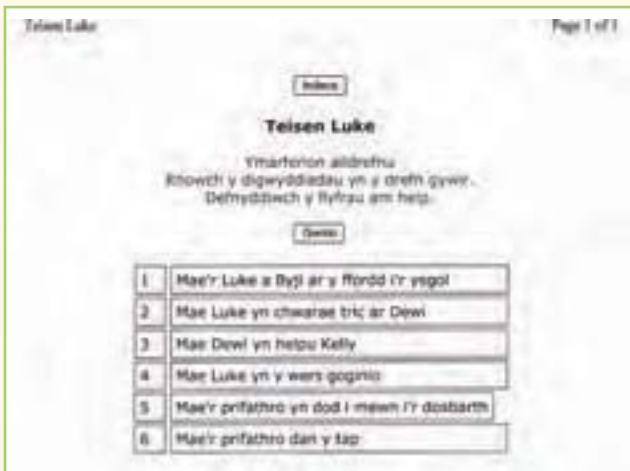 Teisen Luke
Page 1 of 1
Indecs
Teisen Luke
Ymarferion aildrefnu
Rhowch y digwyddiadau yn y drefn gywir.
Defnyddiwch y llyfrau am help.
1 Mae'r Luke a Byji ar y ffordd i'r ysgol
2 Mae Luke yn chwarae tric ar Dewi
3 Mae Dewi yn helpu Kelly
4 Mae Luke yn y wers goginio
5 Mae'r prifathro yn dod i mewn i'r dosbarth
6 Mae'r prifathro dan y tap